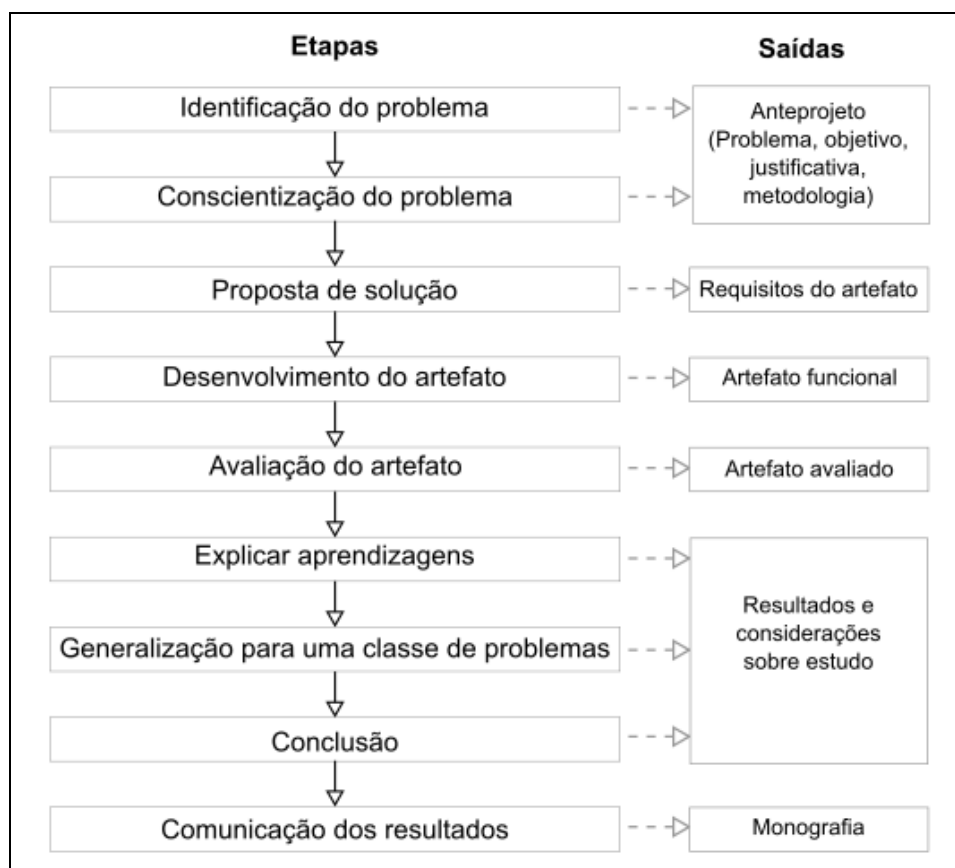 Etapas
Saídas
Identificação do problema
Anteprojeto
(Problema, objetivo,
justificativa,
metodologia)
Conscientização do problema
Proposta de solução
Requisitos do artefato
Desenvolvimento do artefato
Artefato funcional
Avaliação do artefato
Artefato avaliado
Explicar aprendizagens
Resultados e
considerações
sobre estudo
Generalização para uma classe de problemas
Conclusão
Comunicação dos resultados
Monografia